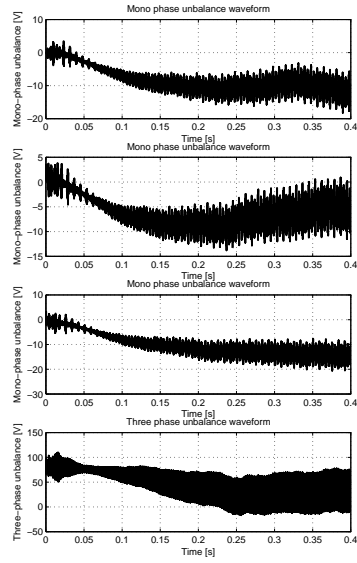 Mono phase unbalance waveform
Mono−phase unbalance [V]
10
0
−10
−20
0 0.05 0.1 0.15 0.2 0.25 0.3 0.35 0.4
Time [s]
Mono phase unbalance waveform
Mono−phase unbalance [V]
5
0
−5
−10
−15
0 0.05 0.1 0.15 0.2 0.25 0.3 0.35 0.4
Time [s]
Mono phase unbalance waveform
Mono−phase unbalance [V]
10
0
−10
−20
−30
0 0.05 0.1 0.15 0.2 0.25 0.3 0.35 0.4
Time [s]
Three phase unbalance waveform
Three−phase unbalance [V]
150
100
50
0
−50
0 0.05 0.1 0.15 0.2 0.25 0.3 0.35 0.4
Time [s]